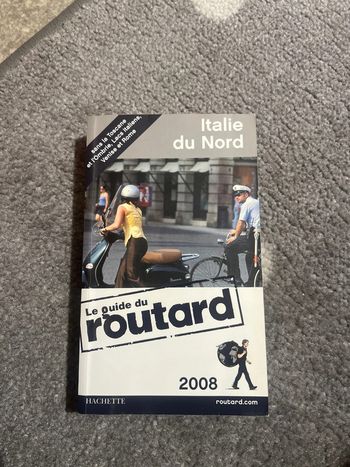 sans la Toscane
et l'Ombrie, Lacs italiens,
Venise et Rome
Italie
du Nord
Le guide du
routard
2008
HACHETTE
routard.com